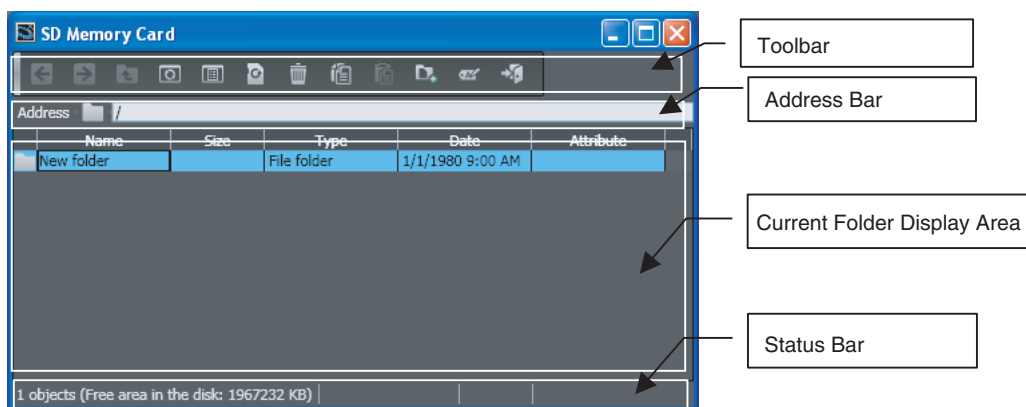 SD Memory Card
Toolbar
Address /
Address Bar
Name Size Type Date Attribute
New folder File folder 1/1/1980 9:00 AM
Current Folder Display Area
Status Bar
1 objects (Free area in the disk: 1967232 KB)